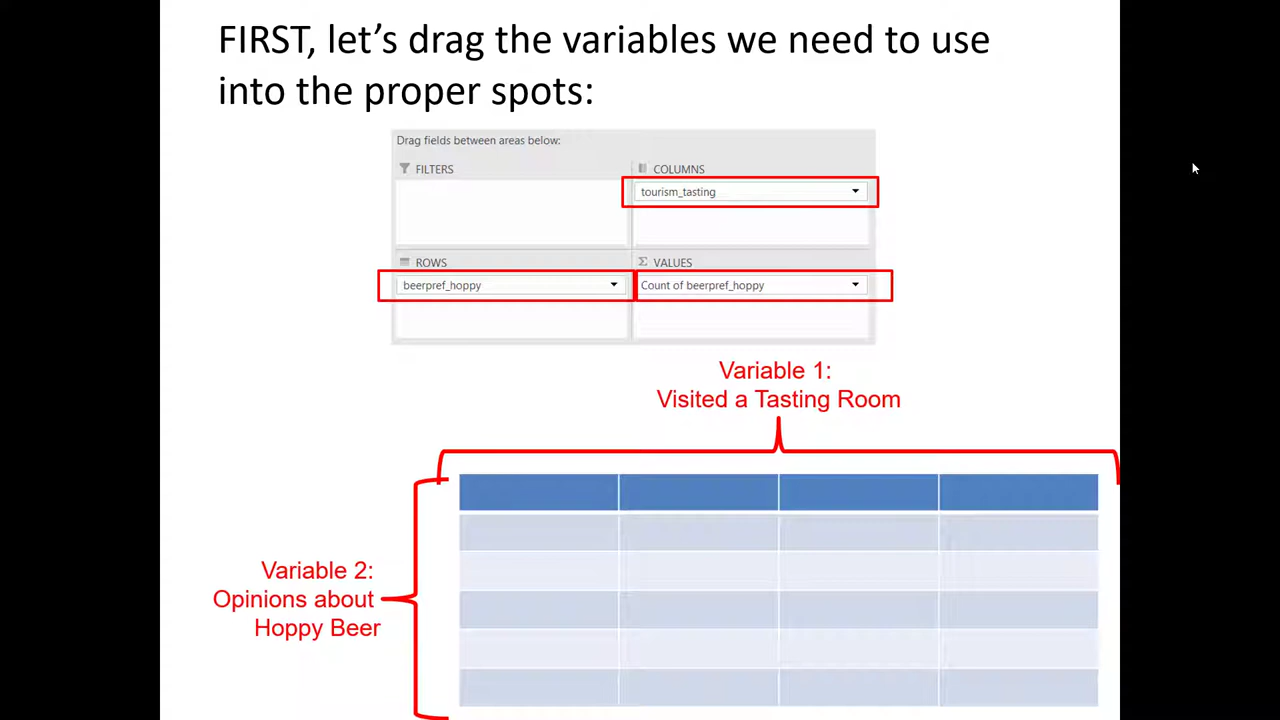 FIRST, let’s drag the variables we need to use
into the proper spots:
Drag fields between areas below:
FILTERS
COLUMNS
tourism_tasting
ROWS
VALUES
beerpref_hoppy
Count of beerpref_hoppy
Variable 1:
Visited a Tasting Room
Variable 2:
Opinions about
Hoppy Beer